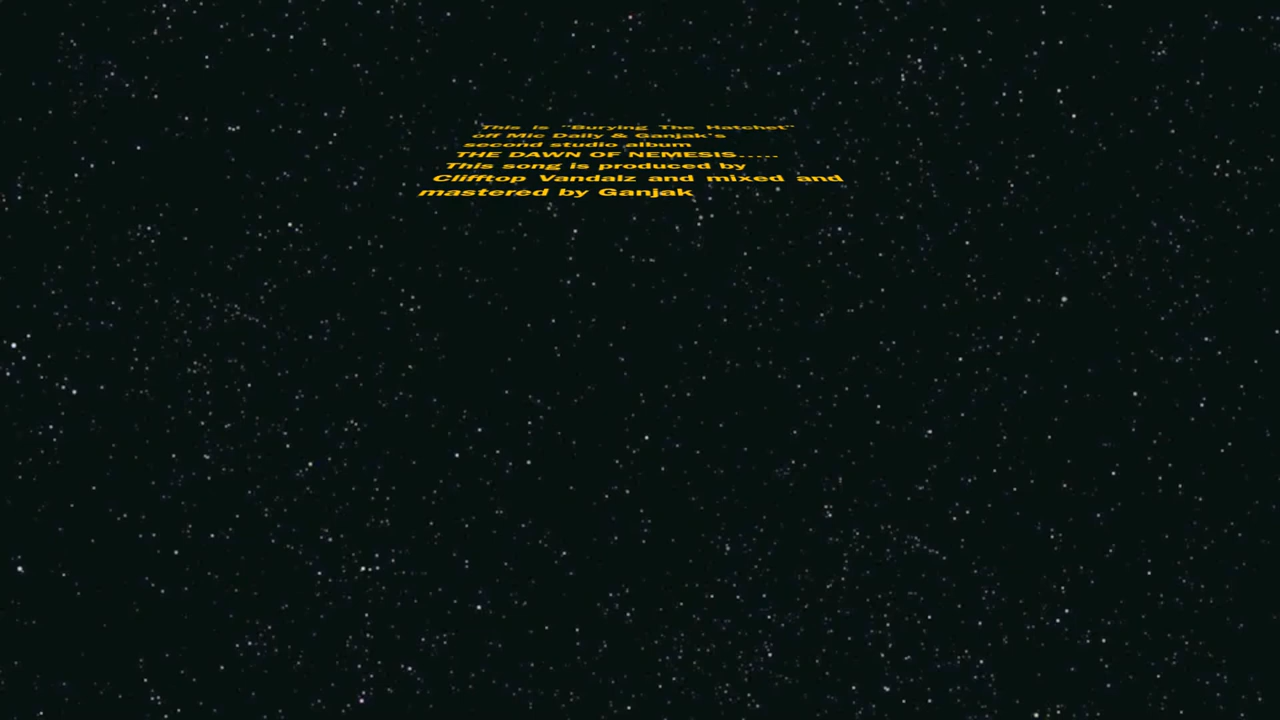 This is "Burying The Hatchet"
off Mic Daily & Ganjak's
second studio album
THE DAWN OF NEMESIS.....
This song is produced by
Clifftop Vandalz and mixed and
mastered by Ganjak